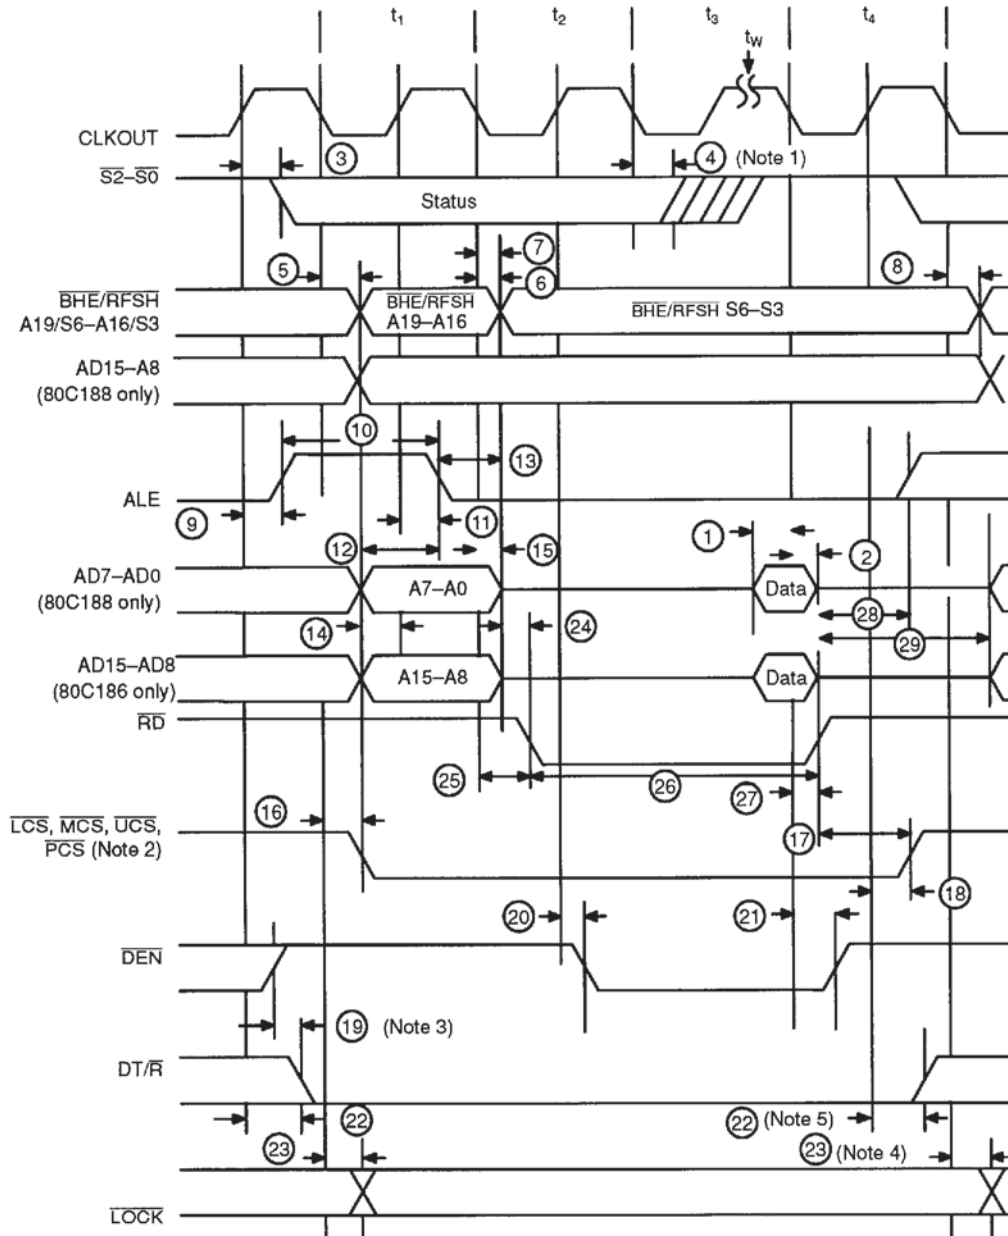 t1 t2 t3 t4
tW
CLKOUT
3 4 (Note 1)
S2–S0
Status
7
5 6 8
BHE/RFSH
A19/S6–A16/S3
BHE/RFSH
A19–A16
BHE/RFSH S6–S3
AD15–A8
(80C188 only)
10
13
ALE
9 11 1
12 15 2
AD7–AD0
(80C188 only)
A7–A0
Data
28
14 24
29
AD15–AD8
(80C186 only)
A15–A8
Data
RD
25 26
27
16
LCS, MCS, UCS,
PCS (Note 2)
17
18
20 21
DEN
19 (Note 3)
DT/R
22 22 (Note 5)
23 23 (Note 4)
LOCK